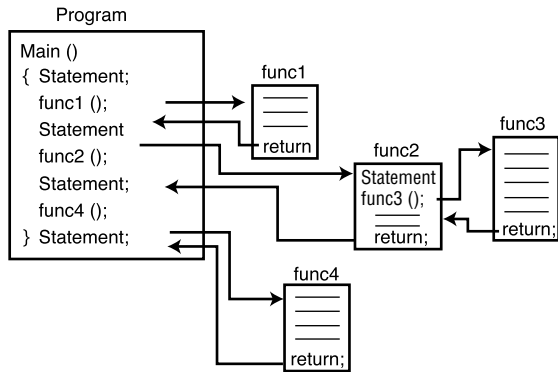 Program
Main ()
{ Statement;
func1 ();
Statement
func2 ();
Statement;
func4 ();
} Statement;
func1
return
func2
Statement
func3 ();
return;
func3
return;
func4
return;